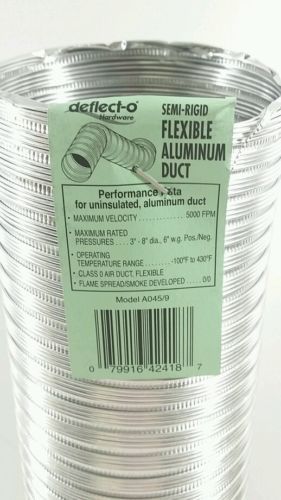 deflect-o
Hardware
SEMI-RIGID
FLEXIBLE
ALUMINUM
DUCT
Performance
for uninsulated, aluminum duct
• MAXIMUM VELOCITY . . . . . . . . . . . . 5000 FPM
• MAXIMUM RATED
PRESSURES . . . . 3" - 8" dia., 6" w.g. Pos./Neg.
• OPERATING
TEMPERATURE RANGE . . . . . . . . -100°F to 430°F
• CLASS 0 AIR DUCT, FLEXIBLE
• FLAME SPREAD/SMOKE DEVELOPED . . . . . 0/0
Model A045/9
0 79916 42418 7